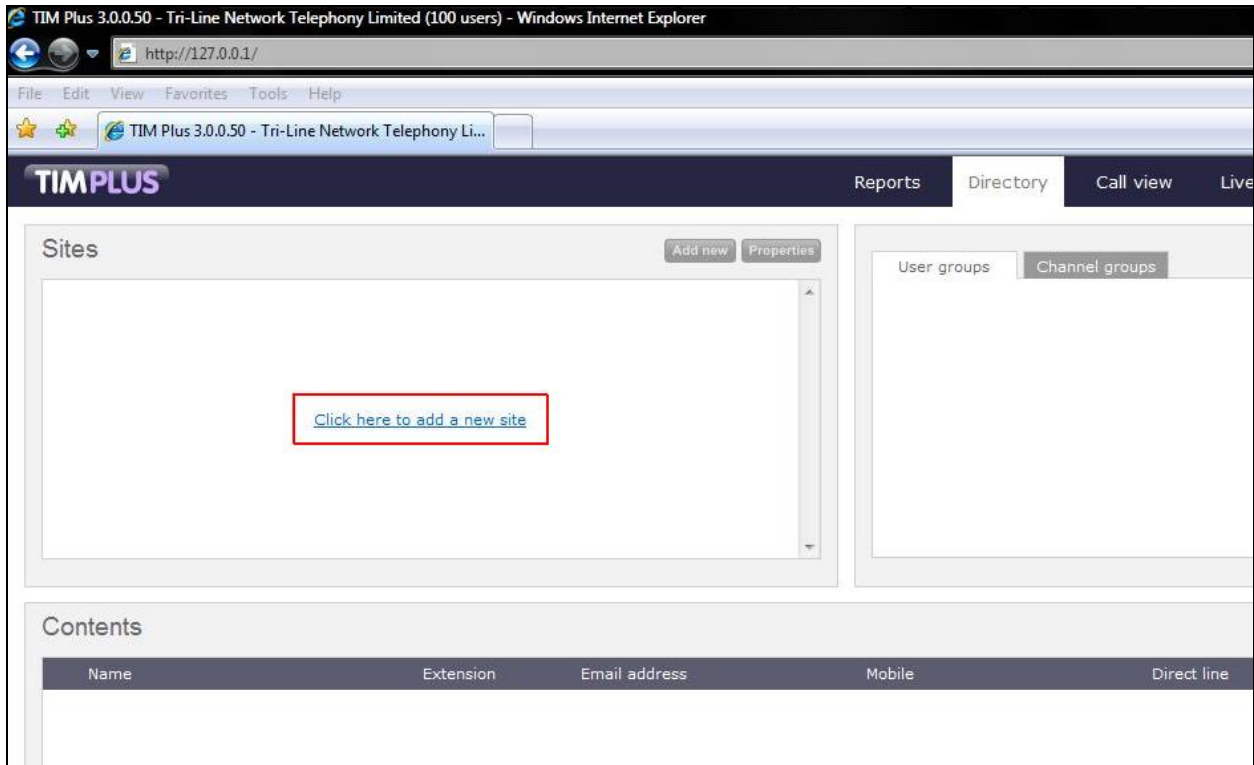 TIM Plus 3.0.0.50 - Tri-Line Network Telephony Limited (100 users) - Windows Internet Explorer
http://127.0.0.1/
File Edit View Favorites Tools Help
TIM Plus 3.0.0.50 - Tri-Line Network Telephony Li...
TIMPLUS Reports Directory Call view Live
Sites Add new Properties
User groups Channel groups
Click here to add a new site
Contents
Name Extension Email address Mobile Direct line